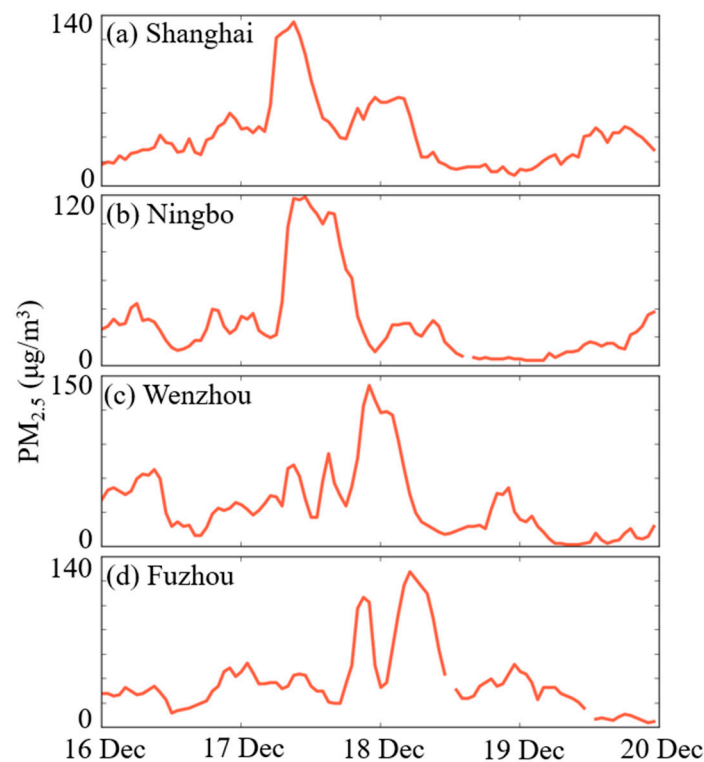 140
(a) Shanghai
0
120
(b) Ningbo
0
PM2.5 (μg/m³)
150
(c) Wenzhou
0
140
(d) Fuzhou
0
16 Dec 17 Dec 18 Dec 19 Dec 20 Dec